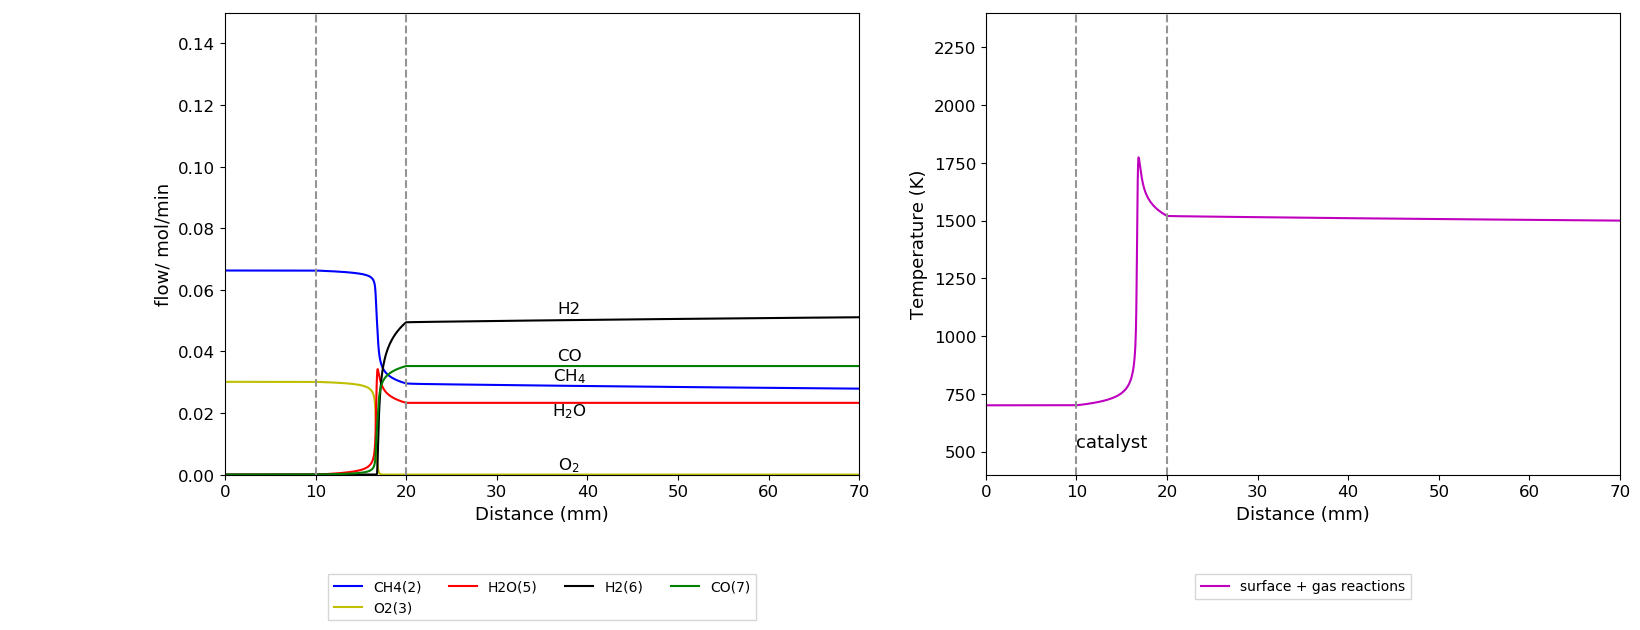 0.14
0.12
0.10
0.08
0.06
0.04
0.02
0.00
flow/ mol/min
H2
CO
CH₄
H₂O
O₂
0 10 20 30 40 50 60 70
Distance (mm)
CH4(2) H2O(5) H2(6) CO(7)
O2(3)
2250
2000
1750
1500
1250
1000
750
500
Temperature (K)
catalyst
0 10 20 30 40 50 60 70
Distance (mm)
surface + gas reactions